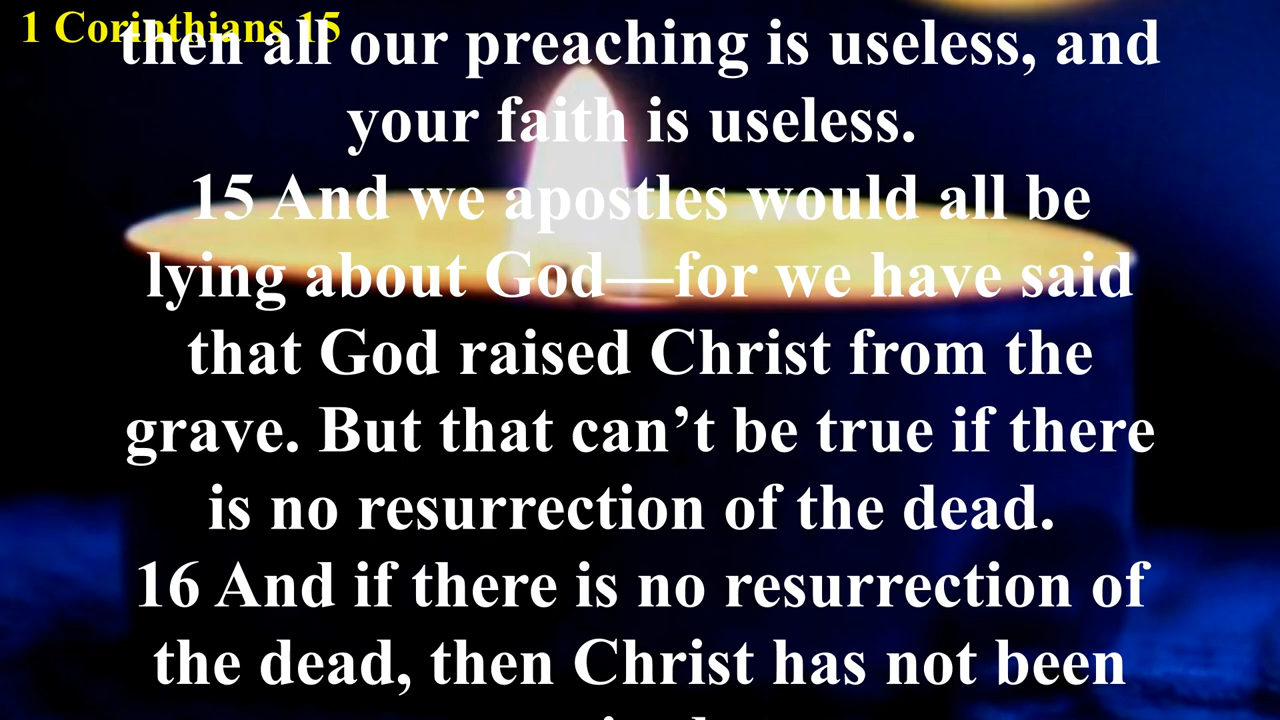 1 Corinthians 15
then all our preaching is useless, and
your faith is useless.
15 And we apostles would all be
lying about God—for we have said
that God raised Christ from the
grave. But that can’t be true if there
is no resurrection of the dead.
16 And if there is no resurrection of
the dead, then Christ has not been